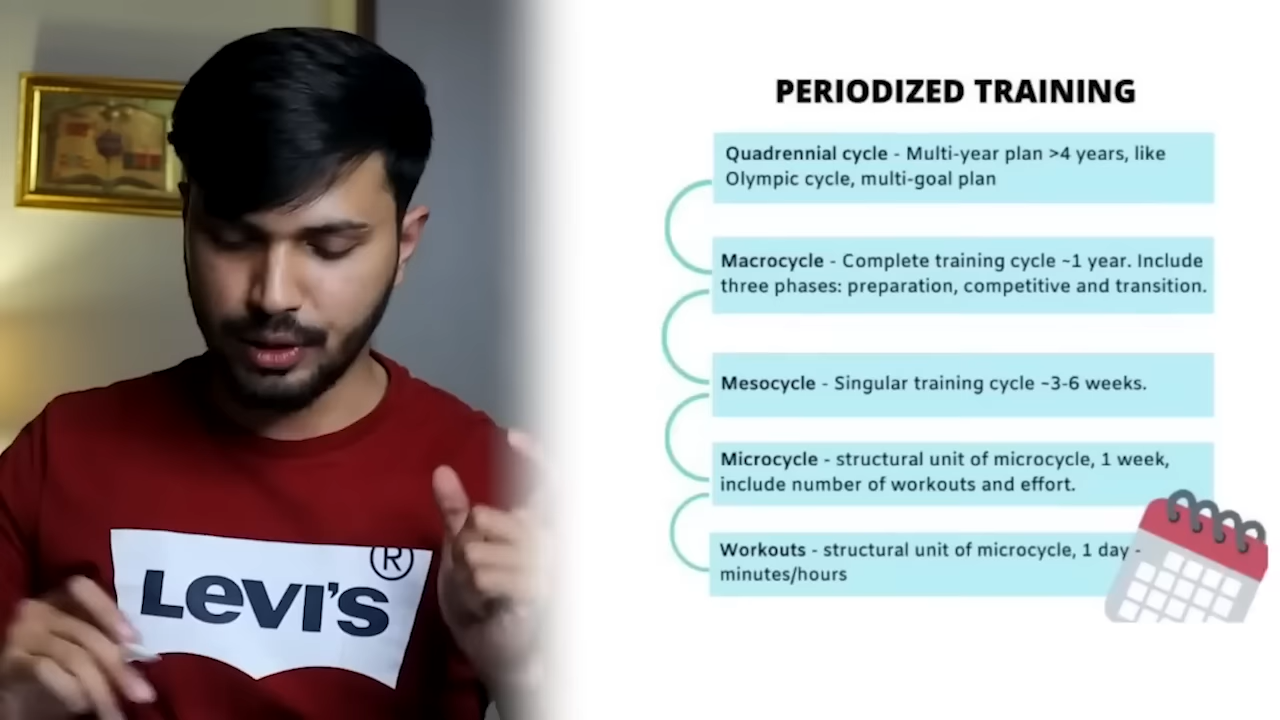 PERIODIZED TRAINING
Quadrennial cycle - Multi-year plan >4 years, like
Olympic cycle, multi-goal plan
Macrocycle - Complete training cycle ~1 year. Include
three phases: preparation, competitive and transition.
Mesocycle - Singular training cycle ~3-6 weeks.
Microcycle - structural unit of microcycle, 1 week,
include number of workouts and effort.
Workouts - structural unit of microcycle, 1 day -
minutes/hours
LEVI'S ®